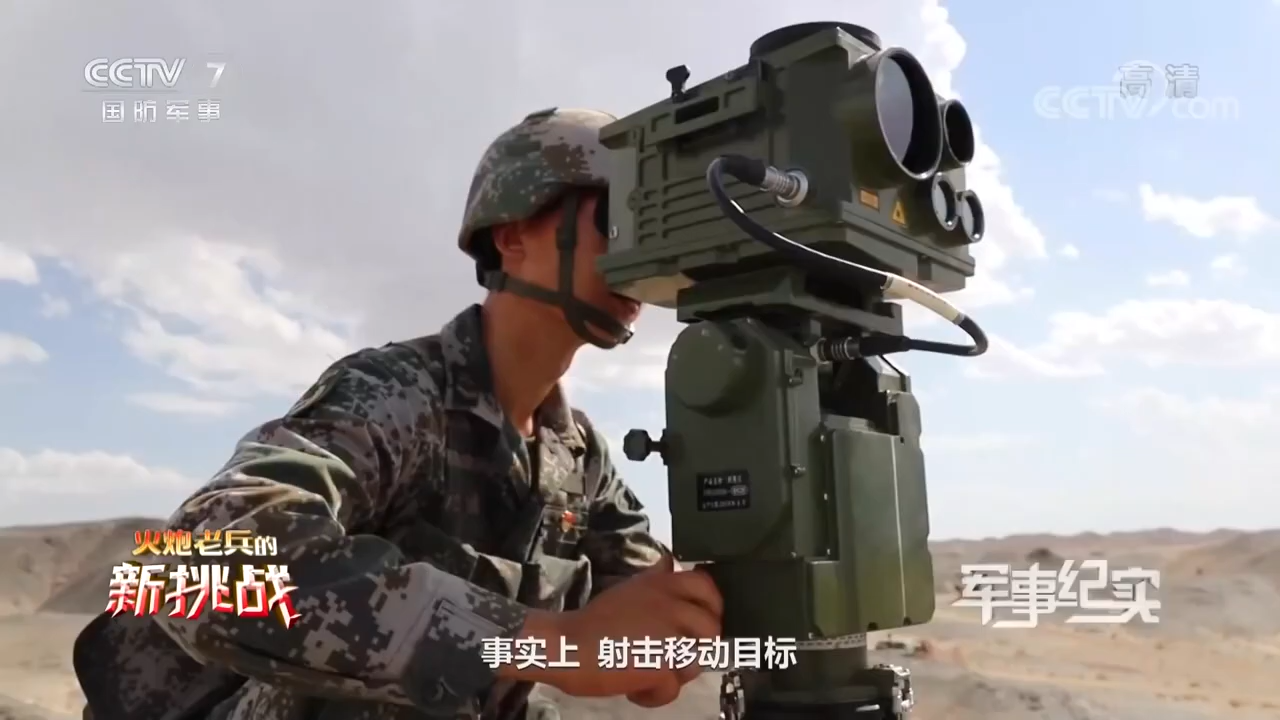 CCTV 7
国防军事
高清
CCTV.com
火炮老兵的
新挑战
军事纪实
事实上 射击移动目标